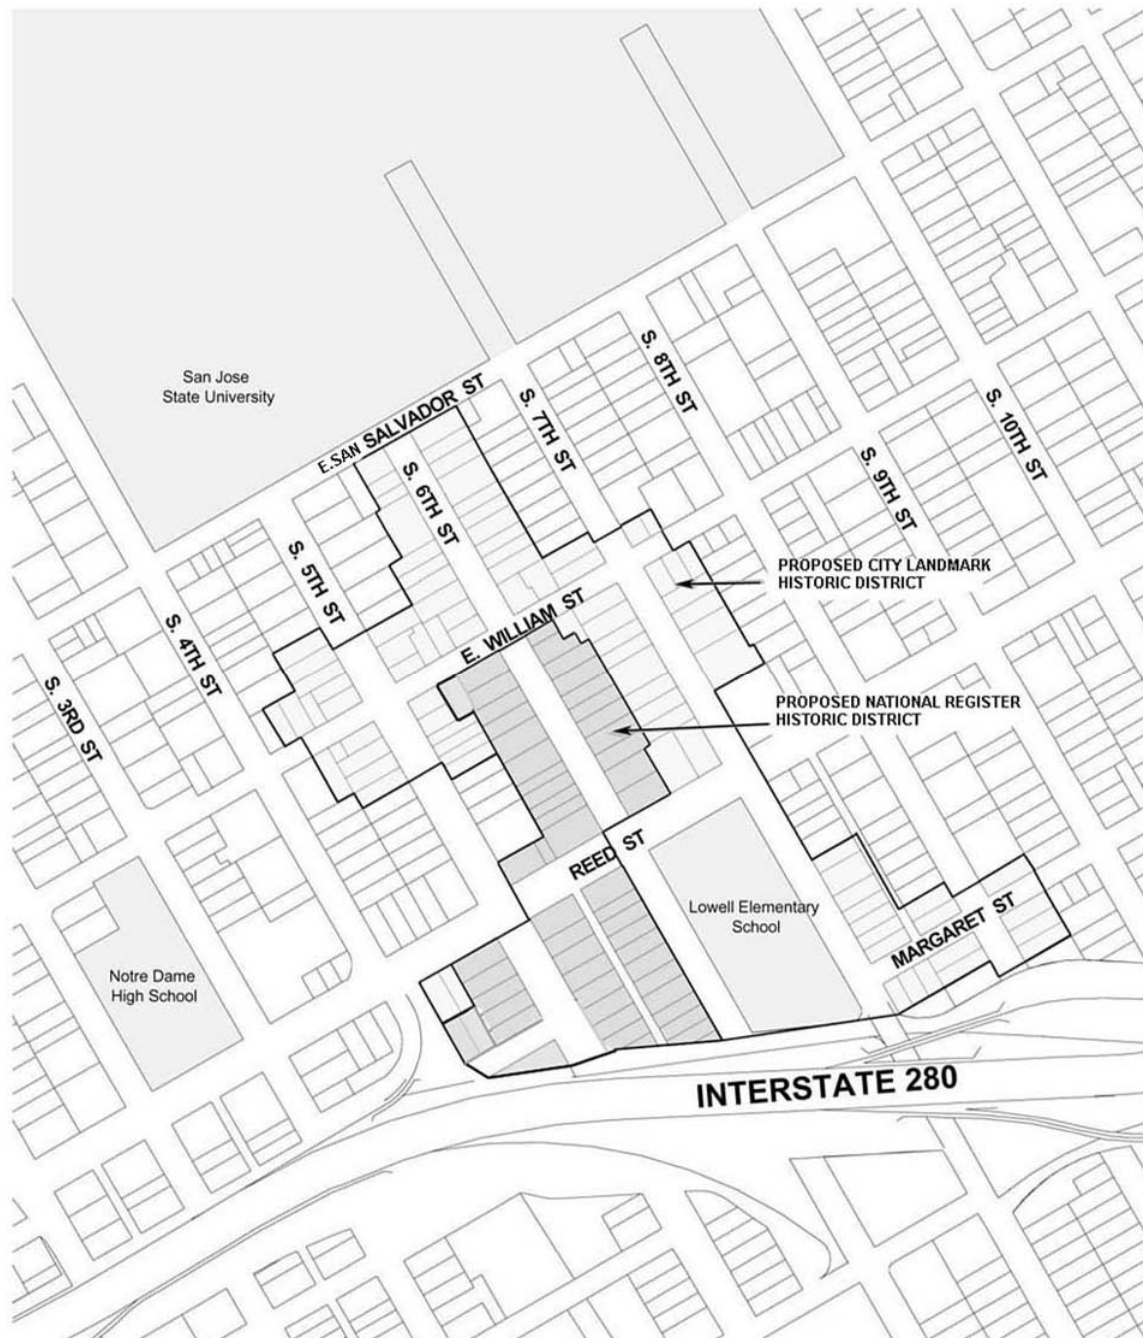 San Jose
State University
E.SAN SALVADOR ST
S. 3RD ST
S. 4TH ST
S. 5TH ST
S. 6TH ST
S. 7TH ST
S. 8TH ST
S. 9TH ST
S. 10TH ST
PROPOSED CITY LANDMARK
HISTORIC DISTRICT
E. WILLIAM ST
PROPOSED NATIONAL REGISTER
HISTORIC DISTRICT
REED ST
Lowell Elementary
School
MARGARET ST
Notre Dame
High School
INTERSTATE 280